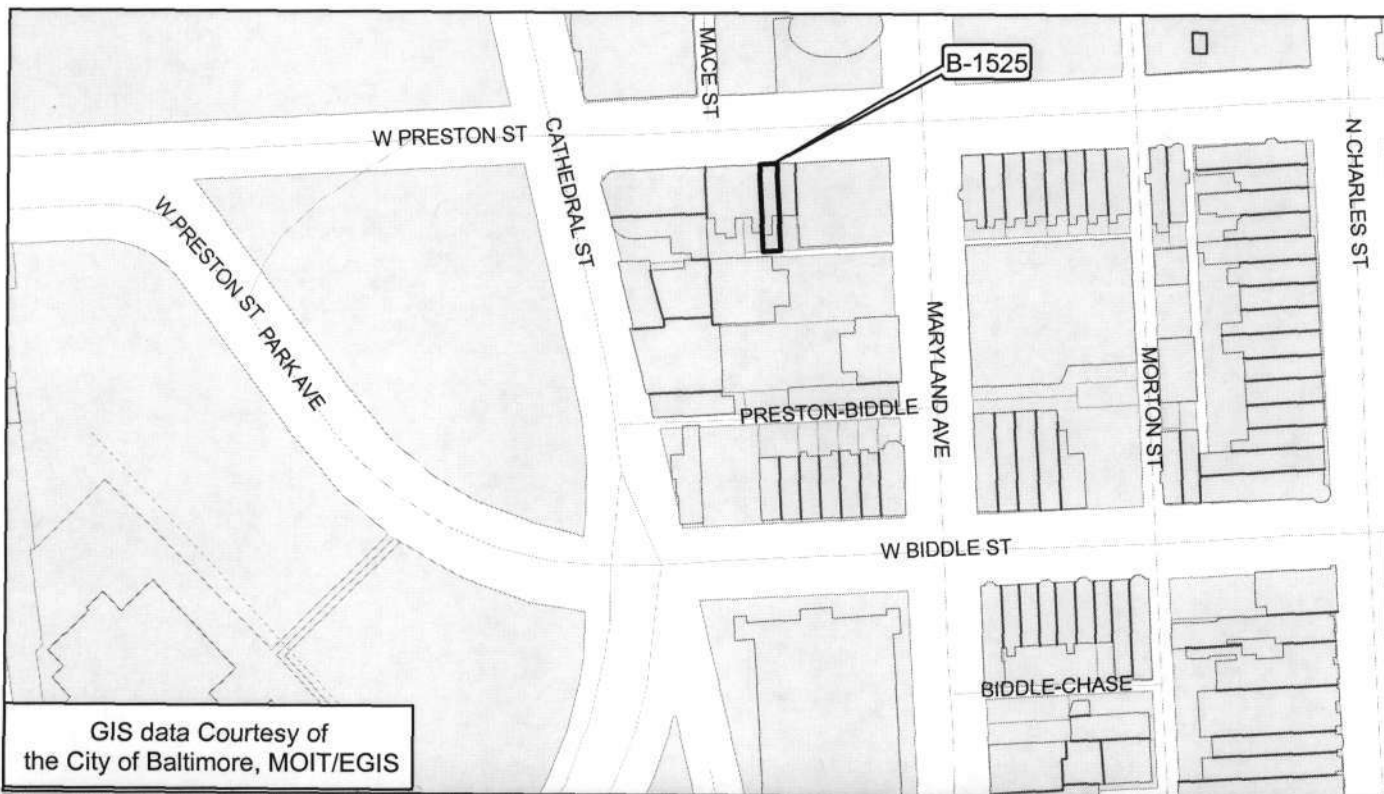 MACE ST
B-1525
W PRESTON ST
CATHEDRAL ST
N CHARLES ST
W PRESTON ST
PARK AVE
MARYLAND AVE
MORTON ST
PRESTON-BIDDLE
W BIDDLE ST
BIDDLE-CHASE
GIS data Courtesy of
the City of Baltimore, MOIT/EGIS